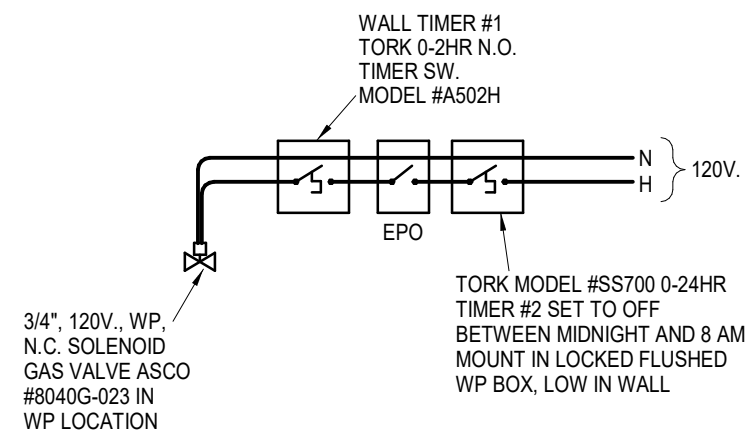 WALL TIMER #1
TORK 0-2HR N.O.
TIMER SW.
MODEL #A502H
N
H
120V.
EPO
TORK MODEL #SS700 0-24HR
TIMER #2 SET TO OFF
BETWEEN MIDNIGHT AND 8 AM
MOUNT IN LOCKED FLUSHED
WP BOX, LOW IN WALL
3/4", 120V., WP,
N.C. SOLENOID
GAS VALVE ASCO
#8040G-023 IN
WP LOCATION